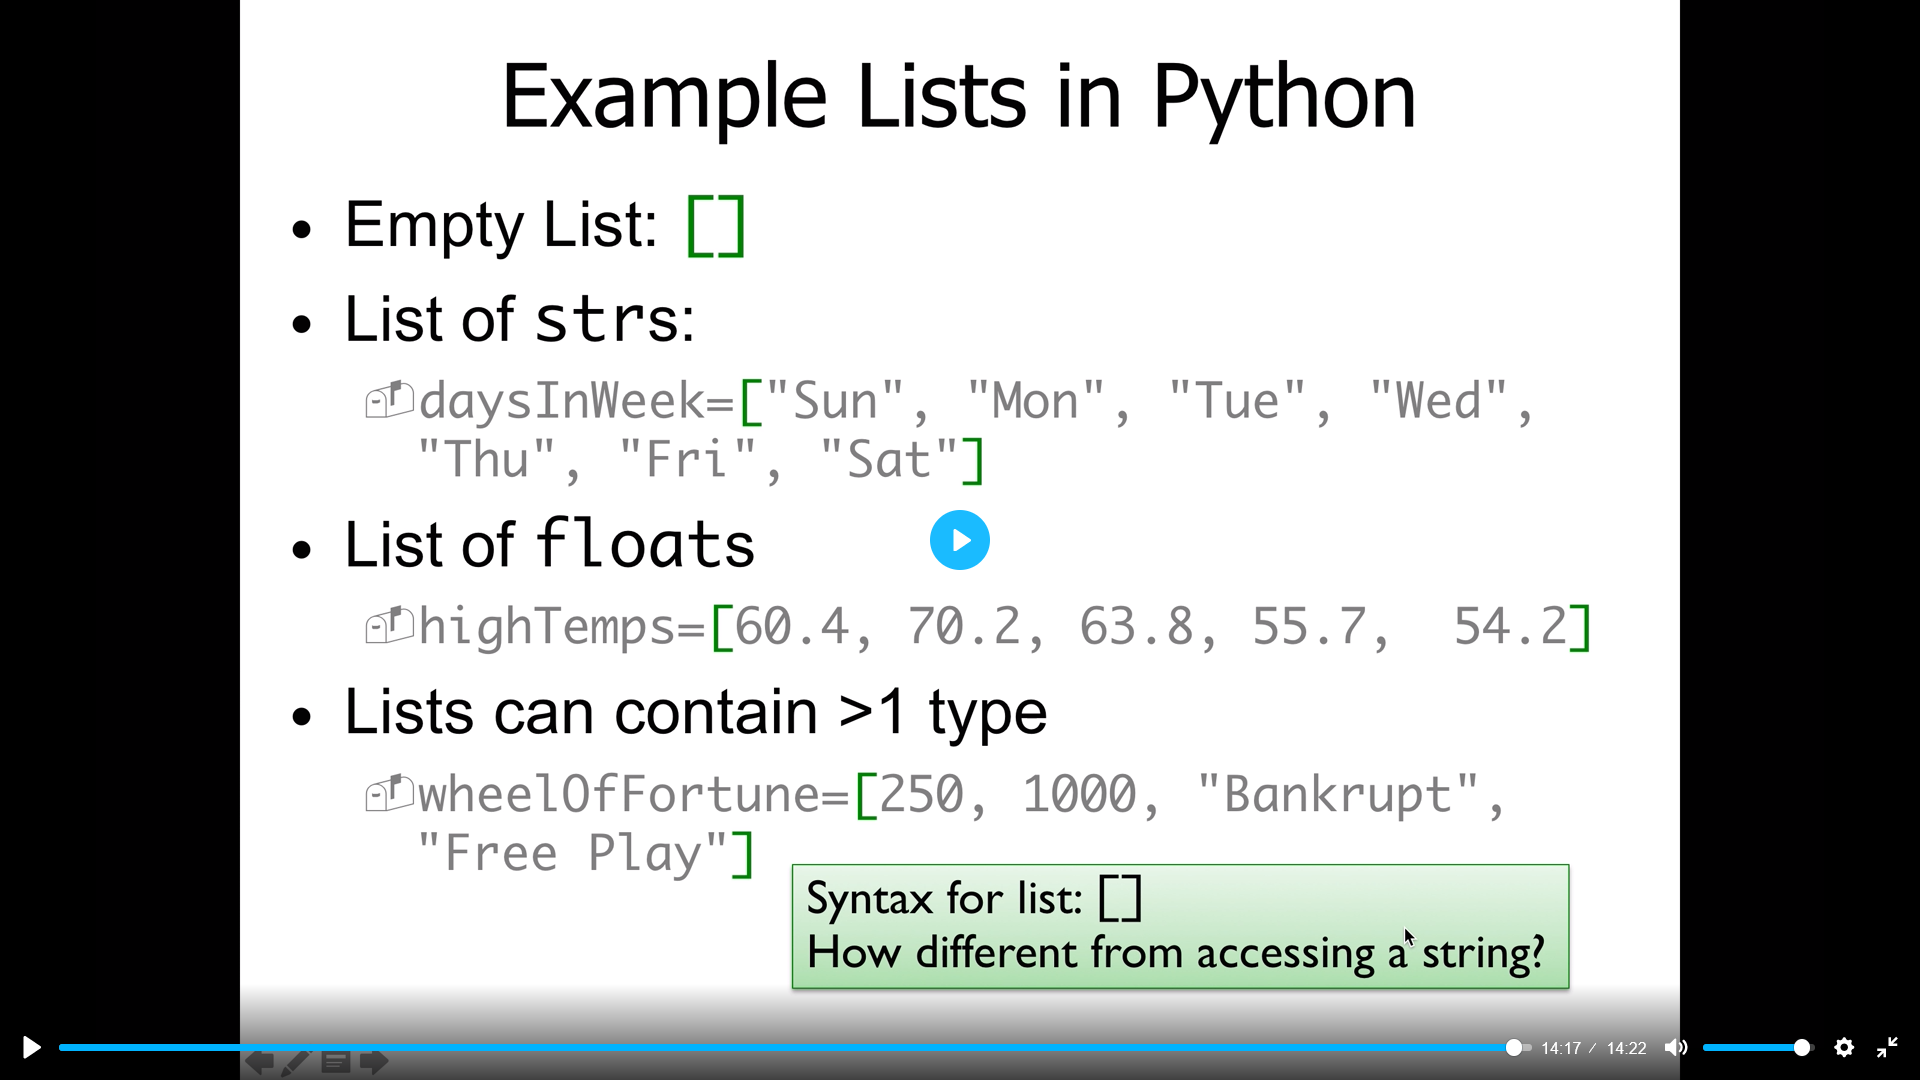 Example Lists in Python
• Empty List: []
• List of strs:
daysInWeek=["Sun", "Mon", "Tue", "Wed",
"Thu", "Fri", "Sat"]
• List of floats
highTemps=[60.4, 70.2, 63.8, 55.7,  54.2]
• Lists can contain >1 type
wheelOfFortune=[250, 1000, "Bankrupt",
"Free Play"]
Syntax for list: []
How different from accessing a string?
14:17 / 14:22